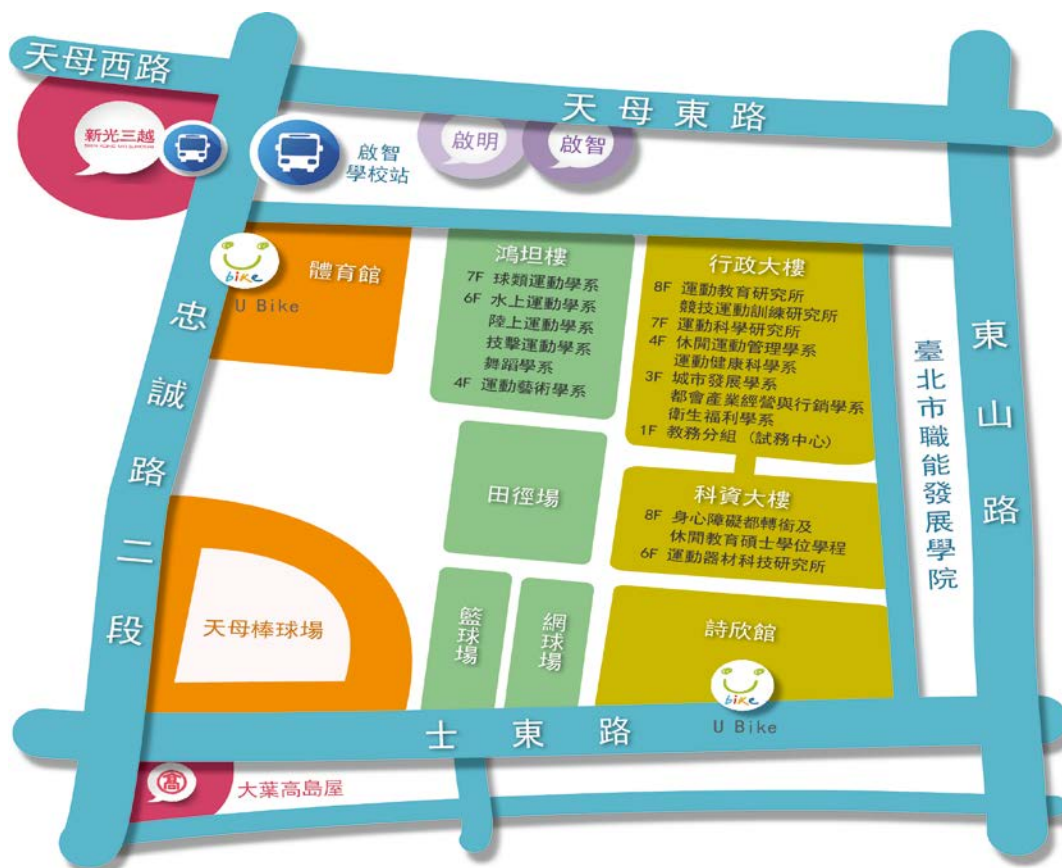 天母西路
天母東路
新光三越
啟智
學校站
啟明
啟智
bike
U Bike
體育館
鴻坦樓
7F 球類運動學系
6F 水上運動學系
陸上運動學系
技擊運動學系
舞蹈學系
4F 運動藝術學系
行政大樓
8F 運動教育研究所
競技運動訓練研究所
7F 運動科學研究所
4F 休閒運動管理學系
運動健康科學系
3F 城市發展學系
都會產業經營與行銷學系
衛生福利學系
1F 教務分組 (試務中心)
忠誠路二段
東山路
臺北市職能發展學院
田徑場
科資大樓
8F 身心障礙都轉銜及
休閒教育碩士學位學程
6F 運動器材科技研究所
天母棒球場
籃球場
網球場
詩欣館
bike
U Bike
士東路
髙
大葉高島屋